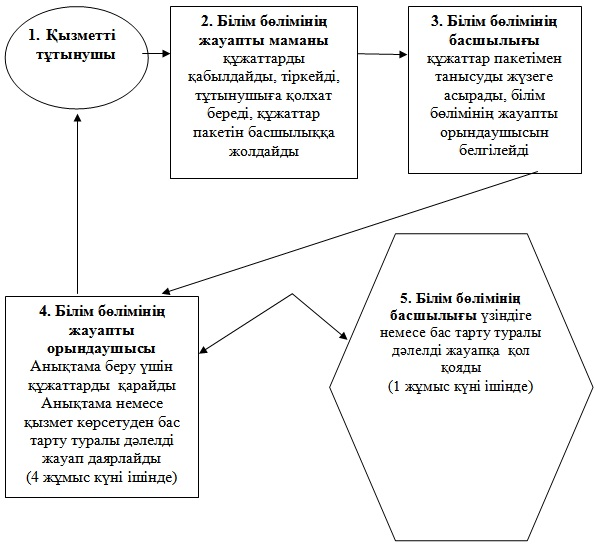 1. Қызметті
тұтынушы
2. Білім бөлімінің
жауапты маманы
құжаттарды
қабылдайды, тіркейді,
тұтынушыға қолхат
береді, құжаттар
пакетін басшылыққа
жолдайды
3. Білім бөлімінің
басшылығы
құжаттар пакетімен
танысуды жүзеге
асырады, білім
бөлімінің жауапты
орындаушысын
белгілейді
4. Білім бөлімінің
жауапты
орындаушысы
Анықтама беру үшін
құжаттарды қарайды
Анықтама немесе
қызмет көрсетуден бас
тарту туралы дәлелді
жауап даярлайды
(4 жұмыс күні ішінде)
5. Білім бөлімінің
басшылығы үзіндіге
немесе бас тарту туралы
дәлелді жауапқа қол
қояды
(1 жұмыс күні ішінде)